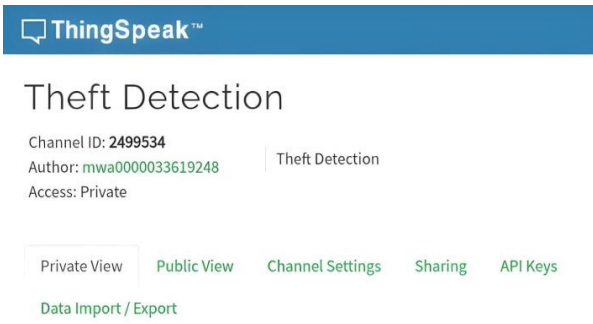 ThingSpeak™
Theft Detection
Channel ID: 2499534
Author: mwa0000033619248
Access: Private
Theft Detection
Private View Public View Channel Settings Sharing API Keys
Data Import / Export